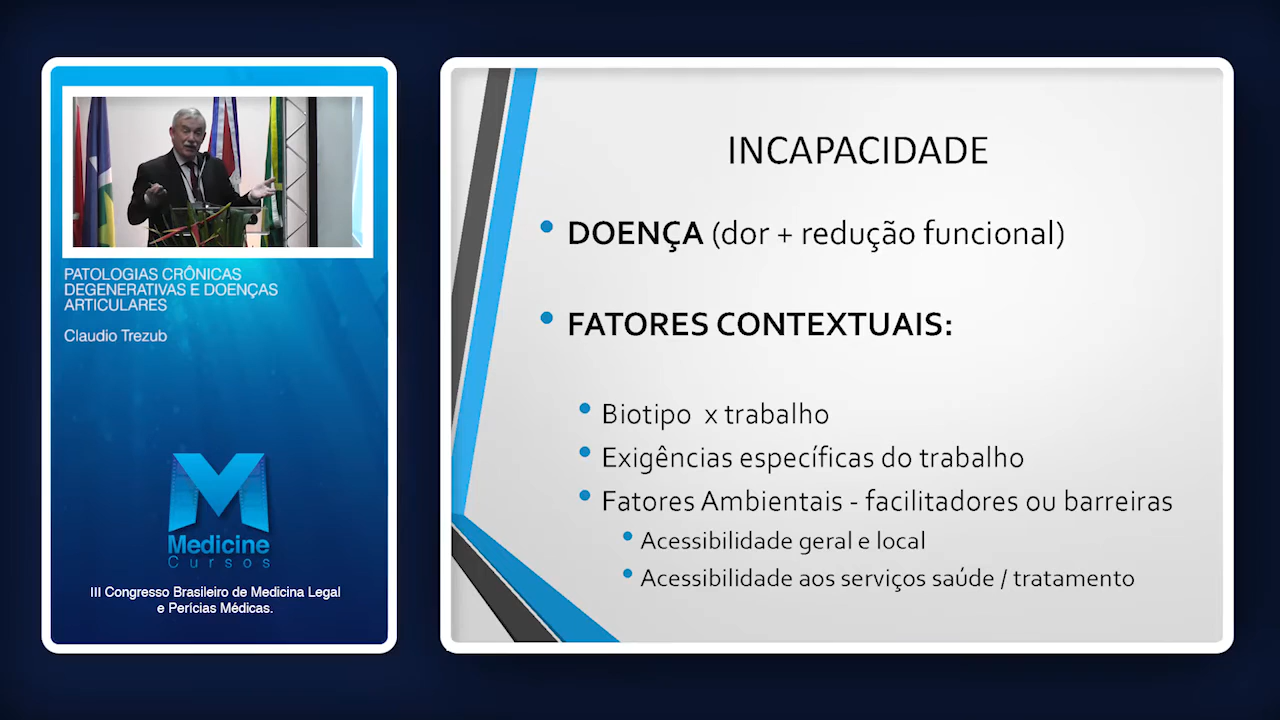 PATOLOGIAS CRÔNICAS
DEGENERATIVAS E DOENÇAS
ARTICULARES
Claudio Trezub
Medicine
Cursos
III Congresso Brasileiro de Medicina Legal
e Perícias Médicas.
INCAPACIDADE
• DOENÇA (dor + redução funcional)
• FATORES CONTEXTUAIS:
• Biotipo x trabalho
• Exigências específicas do trabalho
• Fatores Ambientais - facilitadores ou barreiras
• Acessibilidade geral e local
• Acessibilidade aos serviços saúde / tratamento